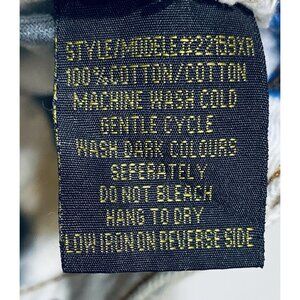 STYLE/MODELE#22159XR
100%COTTON/COTTON
MACHINE WASH COLD
GENTLE CYCLE
WASH DARK COLOURS
SEPERATELY
DO NOT BLEACH
HANG TO DRY
LOW IRON ON REVERSE SIDE